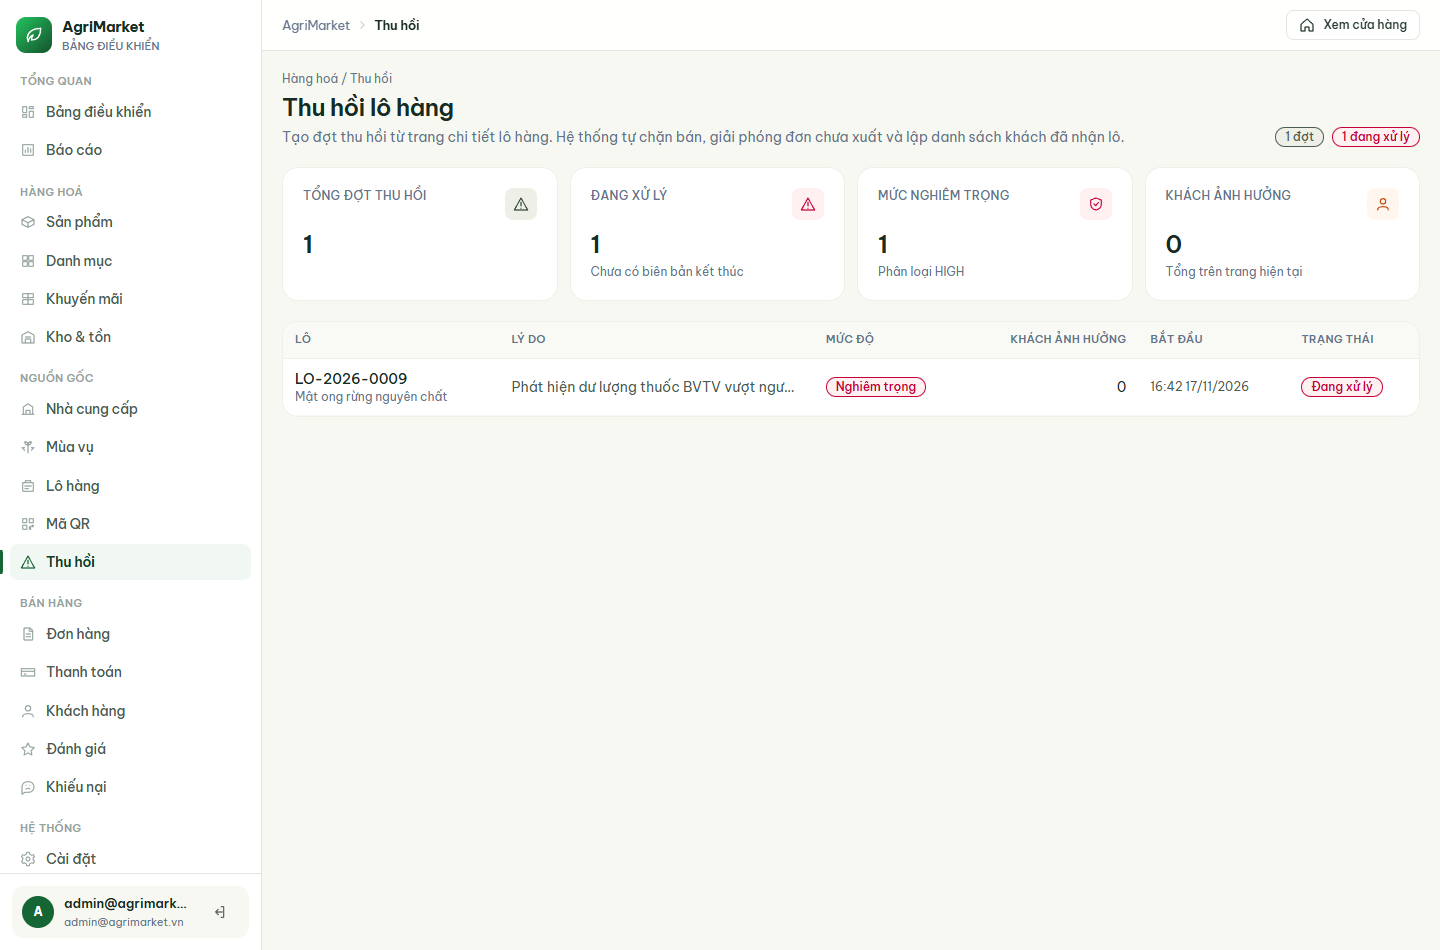 AgriMarket
BẢNG ĐIỀU KHIỂN
TỔNG QUAN
Bảng điều khiển
Báo cáo
HÀNG HOÁ
Sản phẩm
Danh mục
Khuyến mãi
Kho & tồn
NGUỒN GỐC
Nhà cung cấp
Mùa vụ
Lô hàng
Mã QR
Thu hồi
BÁN HÀNG
Đơn hàng
Thanh toán
Khách hàng
Đánh giá
Khiếu nại
HỆ THỐNG
Cài đặt
A
admin@agrimark...
admin@agrimarket.vn
AgriMarket > Thu hồi
Xem cửa hàng
Hàng hoá / Thu hồi
Thu hồi lô hàng
Tạo đợt thu hồi từ trang chi tiết lô hàng. Hệ thống tự chặn bán, giải phóng đơn chưa xuất và lập danh sách khách đã nhận lô.
1 đợt
1 đang xử lý
TỔNG ĐỢT THU HỒI
1
ĐANG XỬ LÝ
1
Chưa có biên bản kết thúc
MỨC NGHIÊM TRỌNG
1
Phân loại HIGH
KHÁCH ẢNH HƯỞNG
0
Tổng trên trang hiện tại
LÔ LÝ DO MỨC ĐỘ KHÁCH ẢNH HƯỞNG BẮT ĐẦU TRẠNG THÁI
LO-2026-0009
Mật ong rừng nguyên chất
Phát hiện dư lượng thuốc BVTV vượt ngư...
Nghiêm trọng
0
16:42 17/11/2026
Đang xử lý